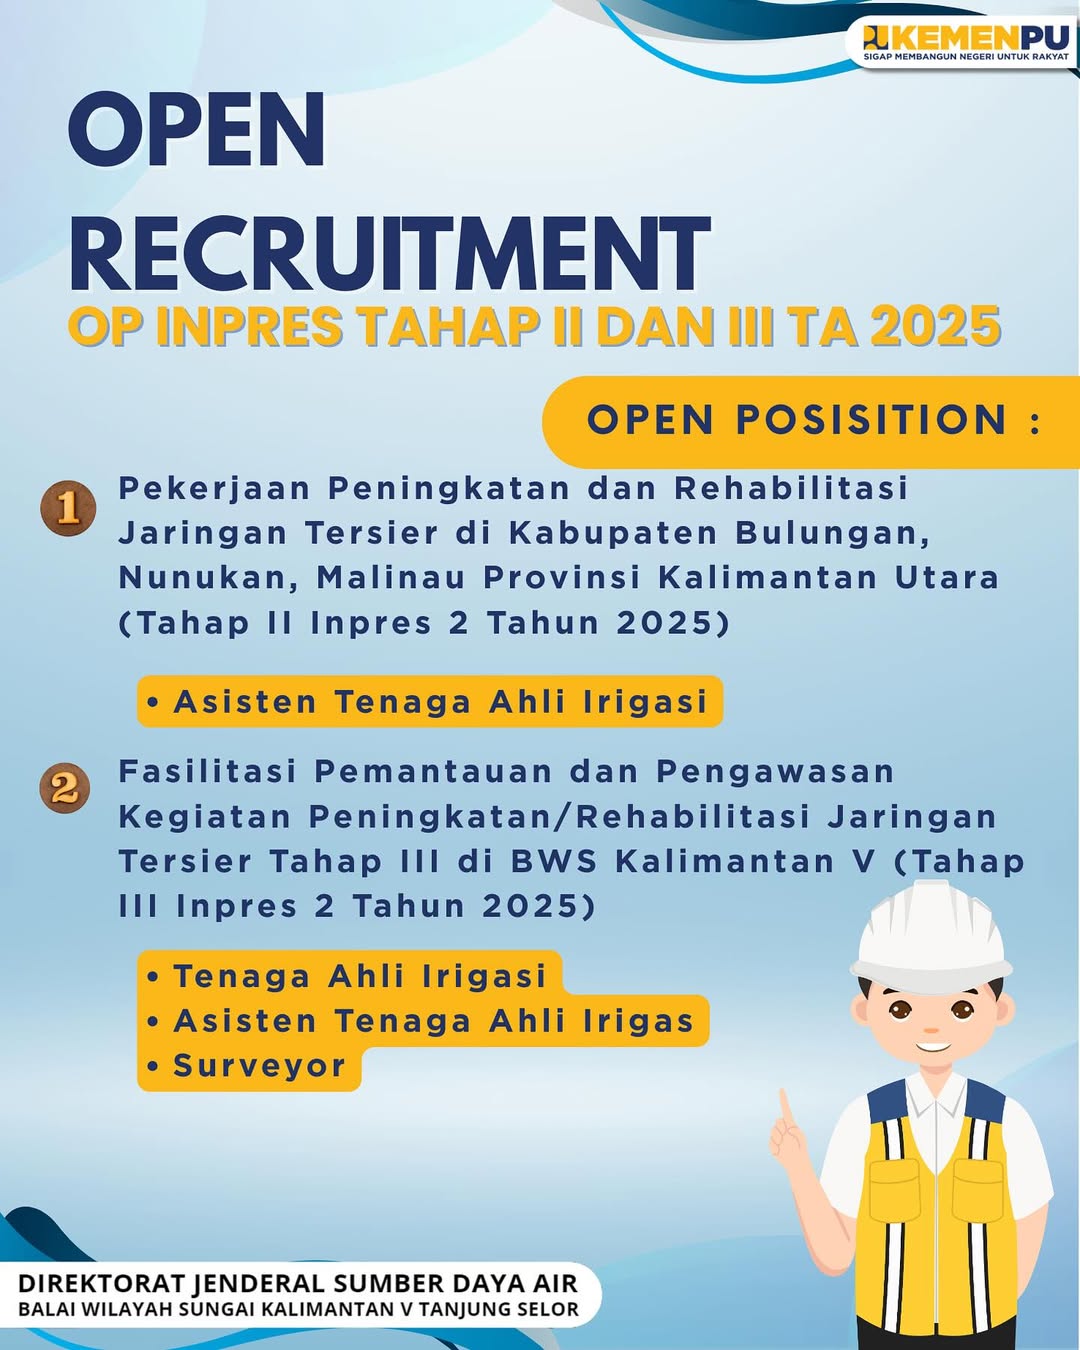 KEMENPU
SIGAP MEMBANGUN NEGERI UNTUK RAKYAT
OPEN
RECRUITMENT
OP INPRES TAHAP II DAN III TA 2025
OPEN POSISITION :
1
Pekerjaan Peningkatan dan Rehabilitasi
Jaringan Tersier di Kabupaten Bulungan,
Nunukan, Malinau Provinsi Kalimantan Utara
(Tahap II Inpres 2 Tahun 2025)
• Asisten Tenaga Ahli Irigasi
2
Fasilitasi Pemantauan dan Pengawasan
Kegiatan Peningkatan/Rehabilitasi Jaringan
Tersier Tahap III di BWS Kalimantan V (Tahap
III Inpres 2 Tahun 2025)
• Tenaga Ahli Irigasi
• Asisten Tenaga Ahli Irigas
• Surveyor
DIREKTORAT JENDERAL SUMBER DAYA AIR
BALAI WILAYAH SUNGAI KALIMANTAN V TANJUNG SELOR